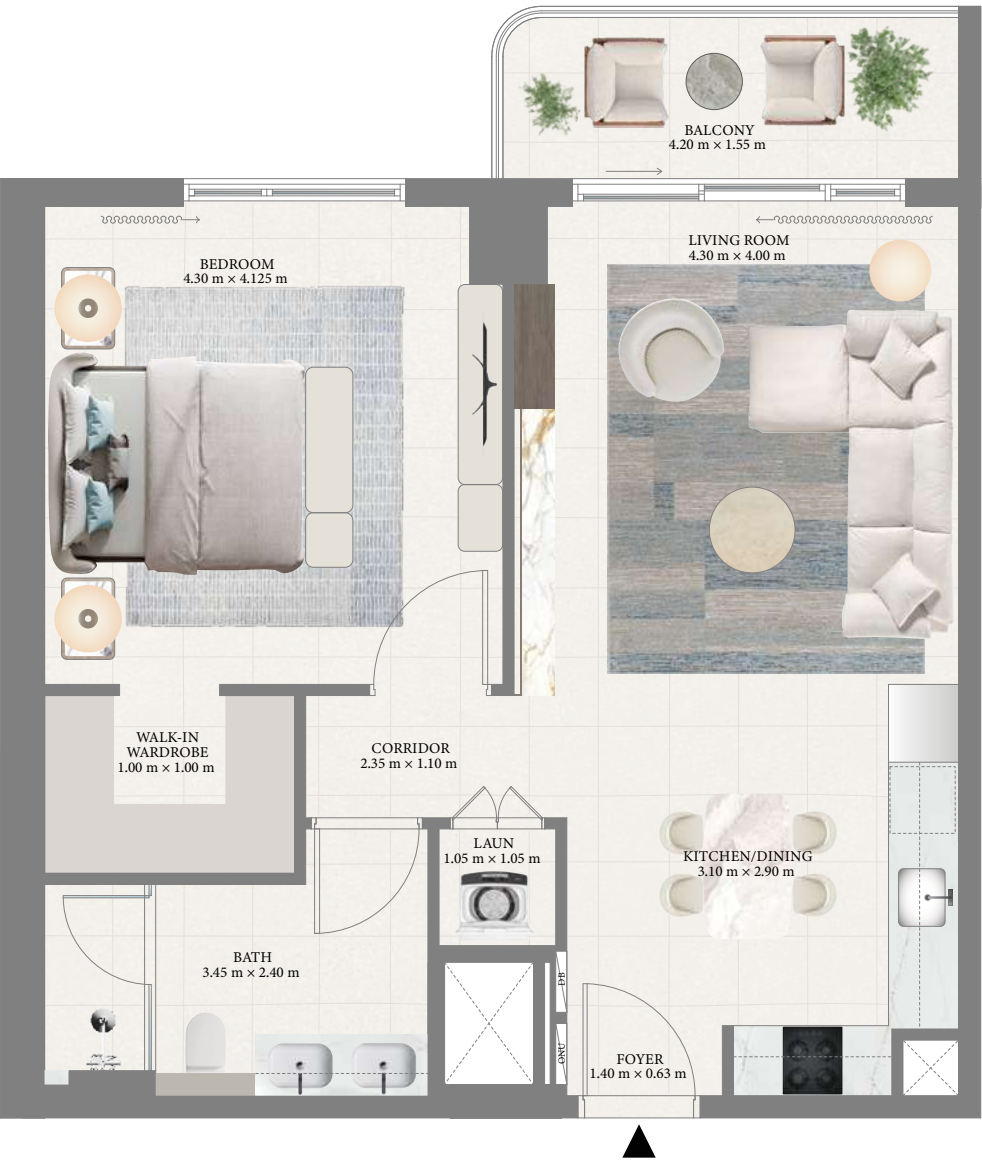 BALCONY
4.20 m × 1.55 m
LIVING ROOM
4.30 m × 4.00 m
BEDROOM
4.30 m × 4.125 m
WALK-IN
WARDROBE
1.00 m × 1.00 m
CORRIDOR
2.35 m × 1.10 m
LAUN
1.05 m × 1.05 m
KITCHEN/DINING
3.10 m × 2.90 m
BATH
3.45 m × 2.40 m
DB
ONU
FOYER
1.40 m × 0.63 m